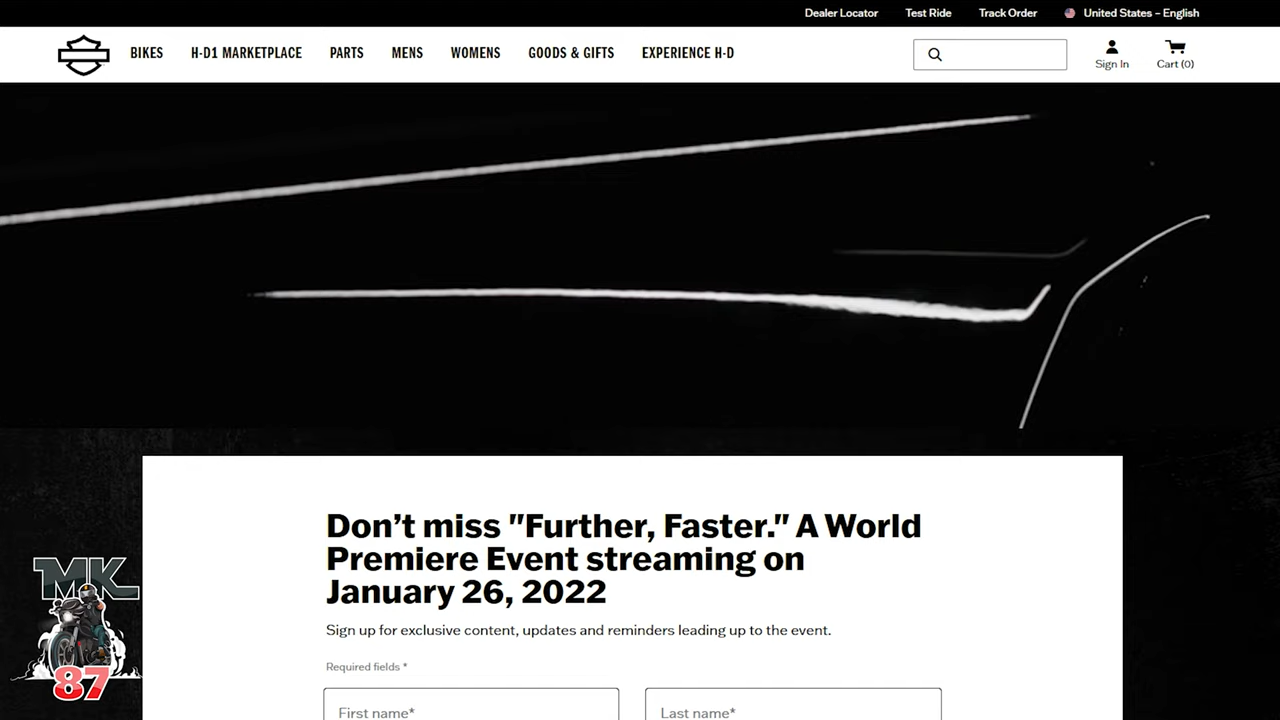 Dealer Locator Test Ride Track Order United States – English
BIKES H-D1 MARKETPLACE PARTS MENS WOMENS GOODS & GIFTS EXPERIENCE H-D
Sign In Cart (0)
Don’t miss "Further, Faster." A World
Premiere Event streaming on
January 26, 2022
Sign up for exclusive content, updates and reminders leading up to the event.
Required fields *
First name* Last name*
MK
87